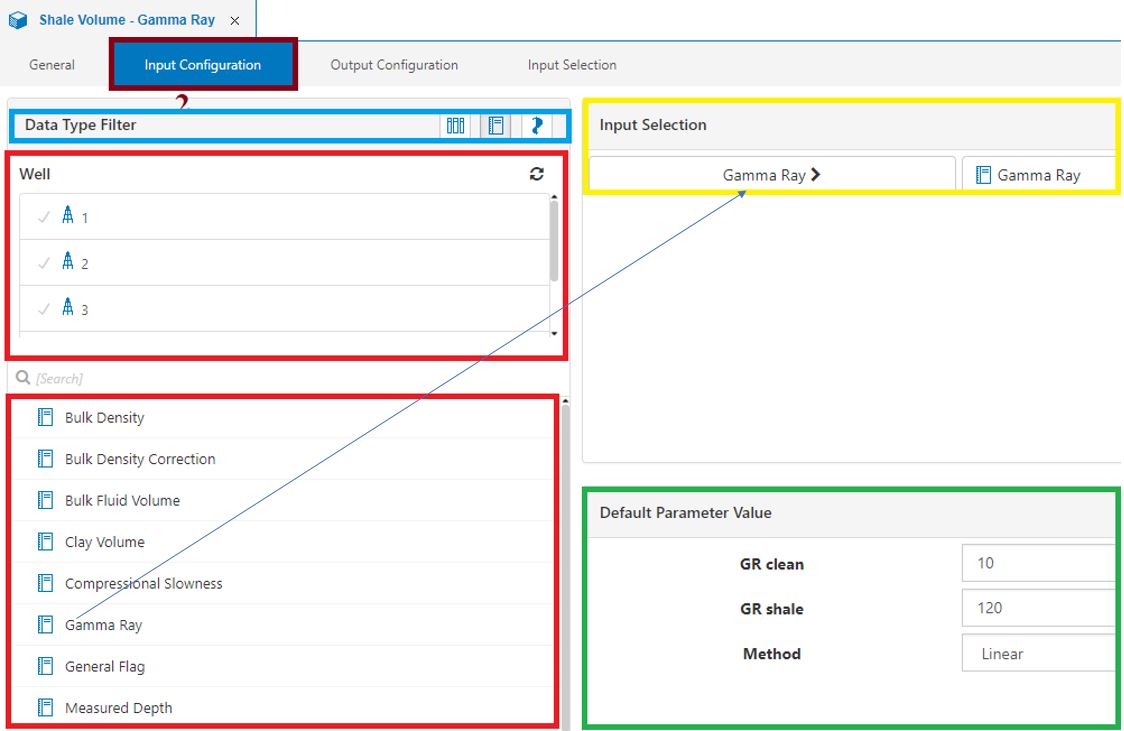 Shale Volume - Gamma Ray ×
General Input Configuration Output Configuration Input Selection
2
Data Type Filter
Well
1
2
3
[Search]
Bulk Density
Bulk Density Correction
Bulk Fluid Volume
Clay Volume
Compressional Slowness
Gamma Ray
General Flag
Measured Depth
Input Selection
Gamma Ray Gamma Ray
Default Parameter Value
GR clean 10
GR shale 120
Method Linear